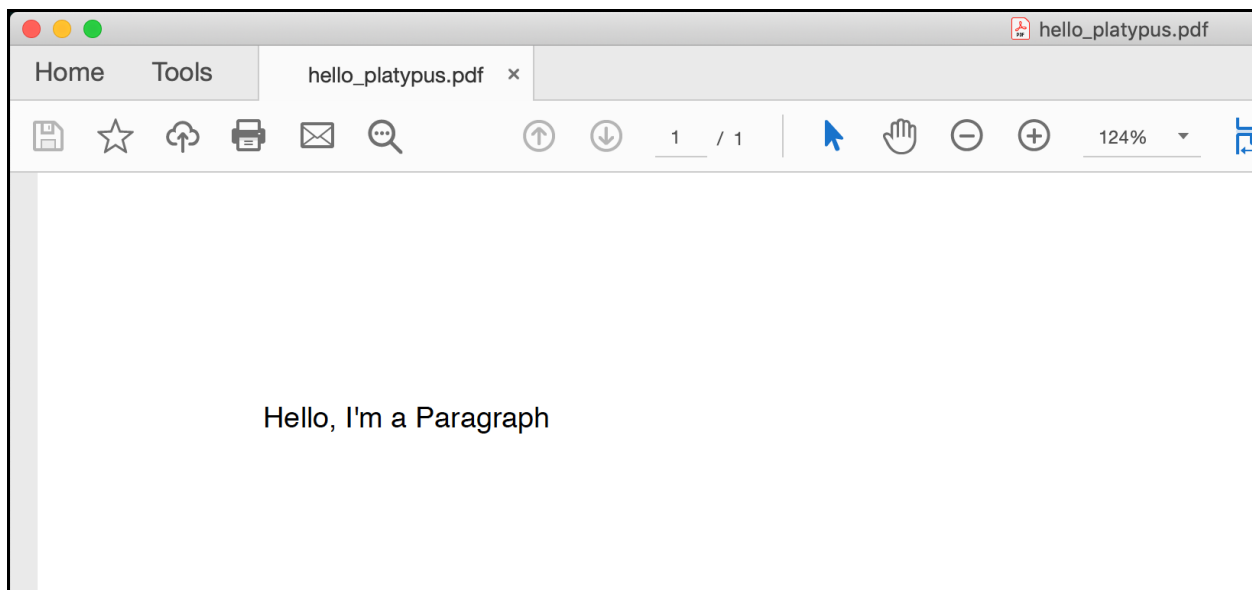 hello_platypus.pdf
Home Tools hello_platypus.pdf ×
1 / 1 124%
Hello, I'm a Paragraph